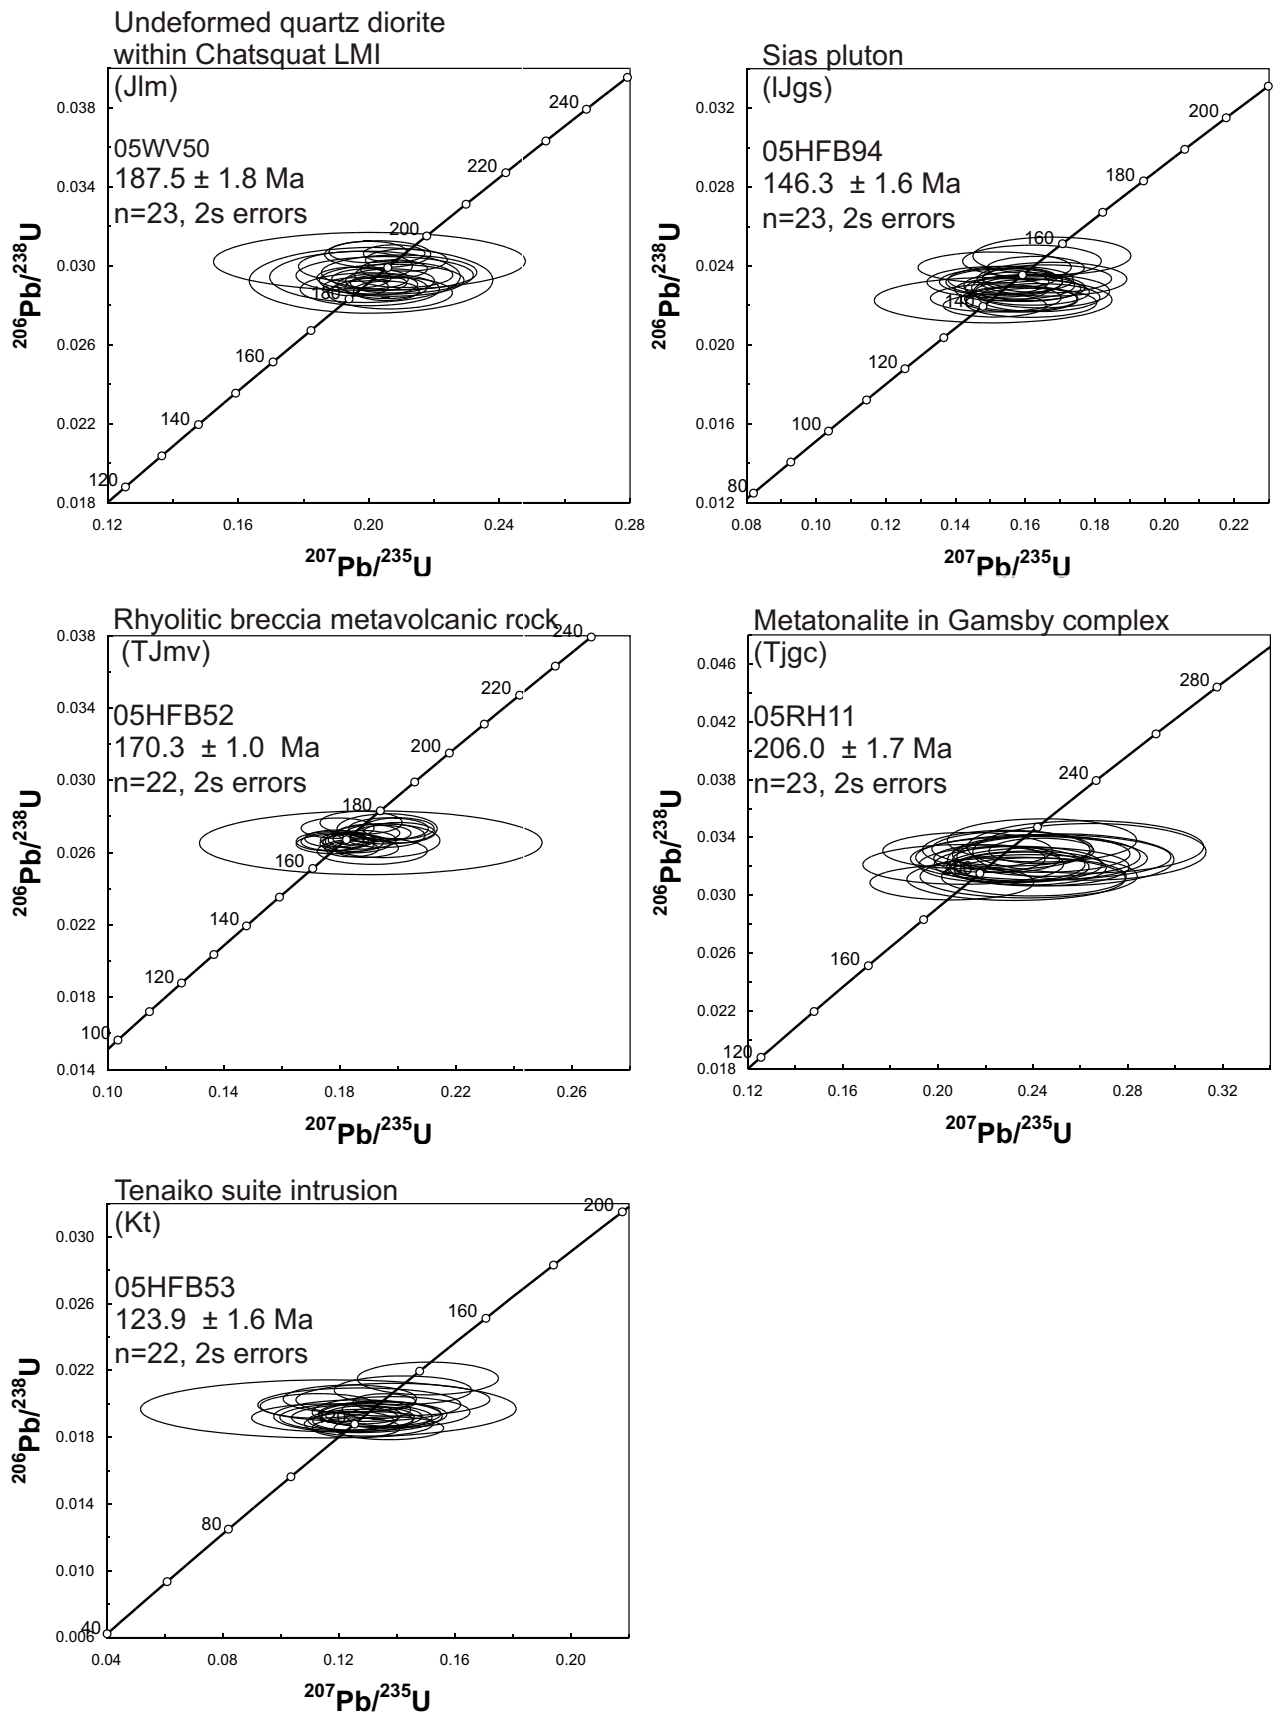 Undeformed quartz diorite
within Chatsquat LMI
(Jlm)
05WV50
187.5 ± 1.8 Ma
n=23, 2s errors
0.038
0.034
0.030
0.026
0.022
0.018
240
220
200
180
160
140
120
0.12 0.16 0.20 0.24 0.28
206Pb/238U
207Pb/235U
Sias pluton
(lJgs)
05HFB94
146.3 ± 1.6 Ma
n=23, 2s errors
0.032
0.028
0.024
0.020
0.016
0.012
200
180
160
140
120
100
80
0.08 0.10 0.12 0.14 0.16 0.18 0.20 0.22
206Pb/238U
207Pb/235U
Rhyolitic breccia metavolcanic rock
(TJmv)
05HFB52
170.3 ± 1.0 Ma
n=22, 2s errors
0.038
0.034
0.030
0.026
0.022
0.018
0.014
240
220
200
180
160
140
120
100
0.10 0.14 0.18 0.22 0.26
206Pb/238U
207Pb/235U
Metatonalite in Gamsby complex
(Tjgc)
05RH11
206.0 ± 1.7 Ma
n=23, 2s errors
0.046
0.042
0.038
0.034
0.030
0.026
0.022
0.018
280
240
200
160
120
0.12 0.16 0.20 0.24 0.28 0.32
206Pb/238U
207Pb/235U
Tenaiko suite intrusion
(Kt)
05HFB53
123.9 ± 1.6 Ma
n=22, 2s errors
0.030
0.026
0.022
0.018
0.014
0.010
0.006
200
160
120
80
40
0.04 0.08 0.12 0.16 0.20
206Pb/238U
207Pb/235U